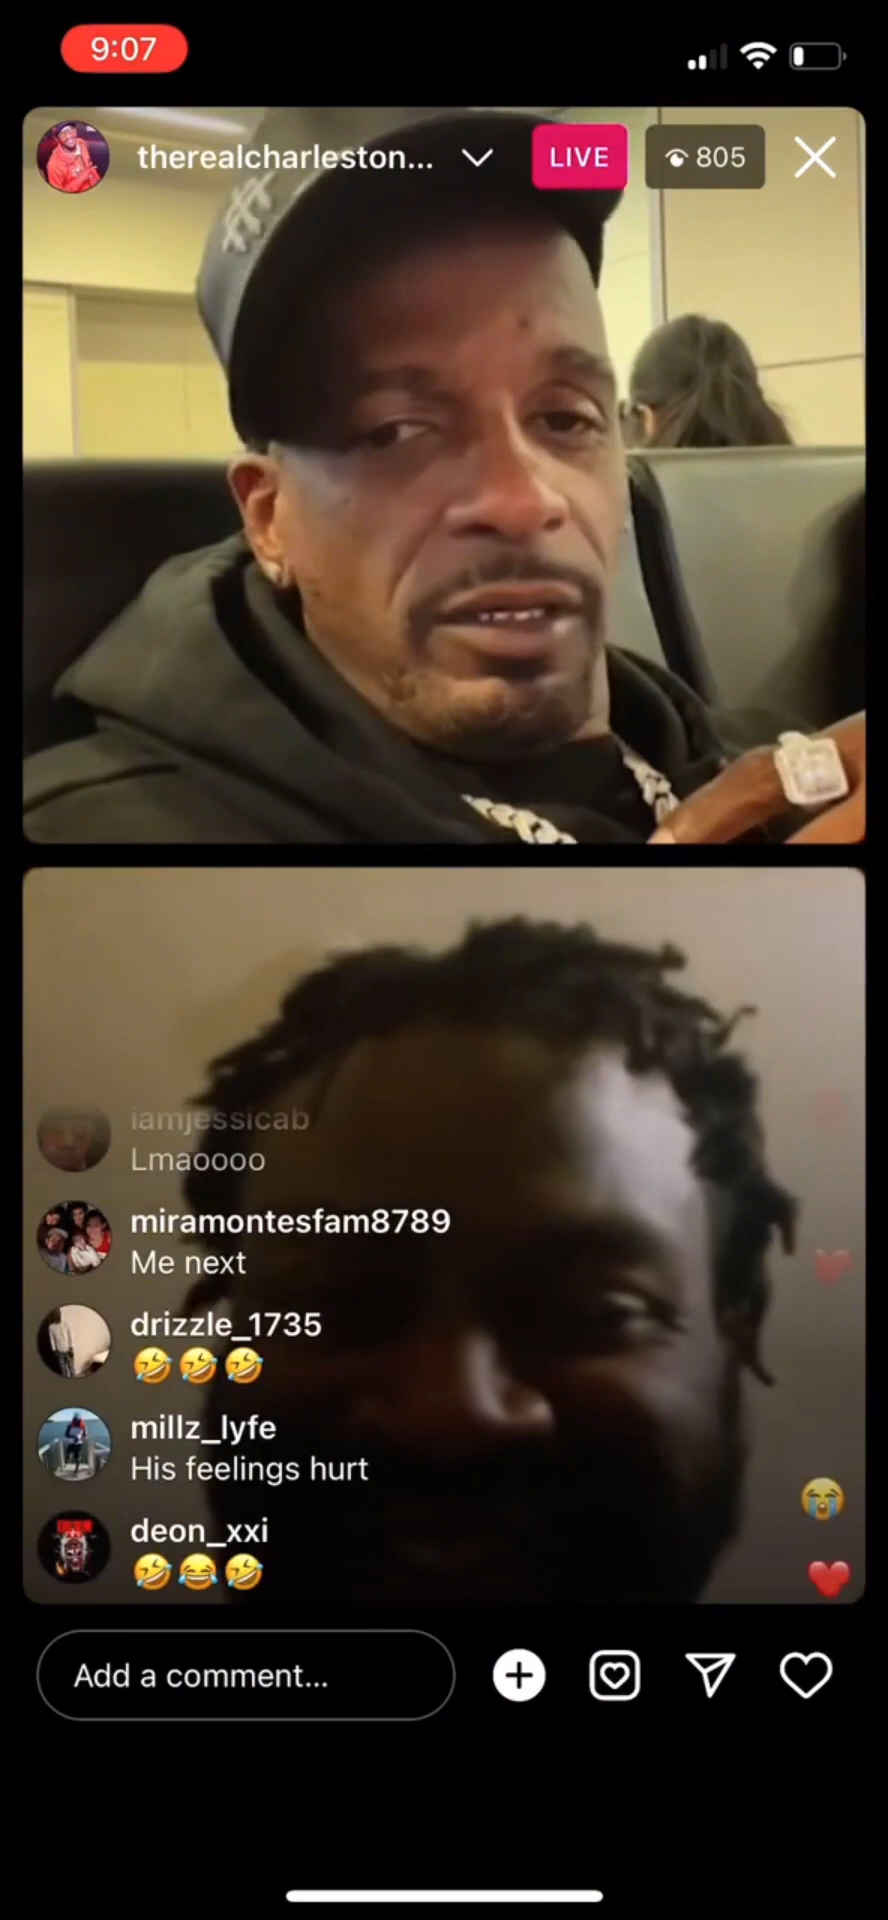 9:07
therealcharleston...
LIVE
805
iamjessicab
Lmaoooo
miramontesfam8789
Me next
drizzle_1735
🤣🤣🤣
millz_lyfe
His feelings hurt
deon_xxi
🤣😂🤣
Add a comment...